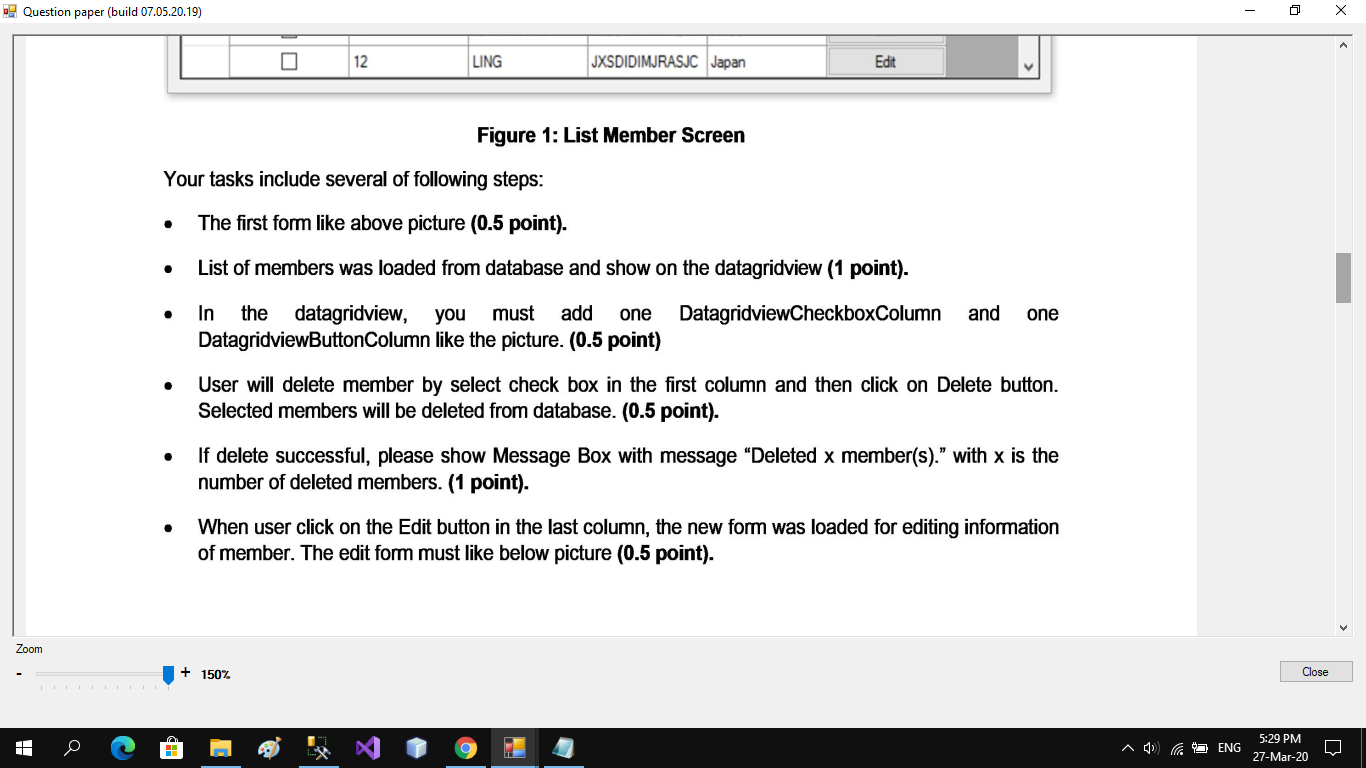 Question paper (build 07.05.20.19)
12 LING JXSDIDIMJRASJC Japan Edit
Figure 1: List Member Screen
Your tasks include several of following steps:
• The first form like above picture (0.5 point).
• List of members was loaded from database and show on the datagridview (1 point).
• In the datagridview, you must add one DatagridviewCheckboxColumn and one
DatagridviewButtonColumn like the picture. (0.5 point)
• User will delete member by select check box in the first column and then click on Delete button.
Selected members will be deleted from database. (0.5 point).
• If delete successful, please show Message Box with message “Deleted x member(s).” with x is the
number of deleted members. (1 point).
• When user click on the Edit button in the last column, the new form was loaded for editing information
of member. The edit form must like below picture (0.5 point).
Zoom
- + 150%
Close
ENG
5:29 PM
27-Mar-20